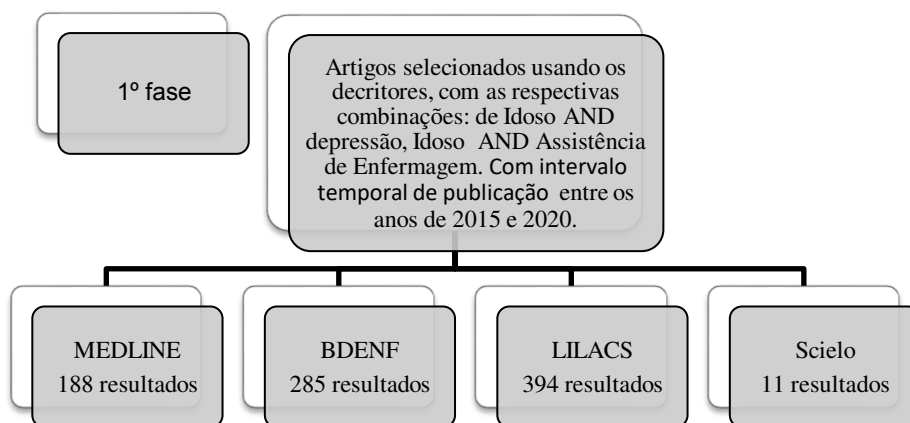 1º fase
Artigos selecionados usando os
decritores, com as respectivas
combinações: de Idoso AND
depressão, Idoso AND Assistência
de Enfermagem. Com intervalo
temporal de publicação entre os
anos de 2015 e 2020.
MEDLINE
188 resultados
BDENF
285 resultados
LILACS
394 resultados
Scielo
11 resultados